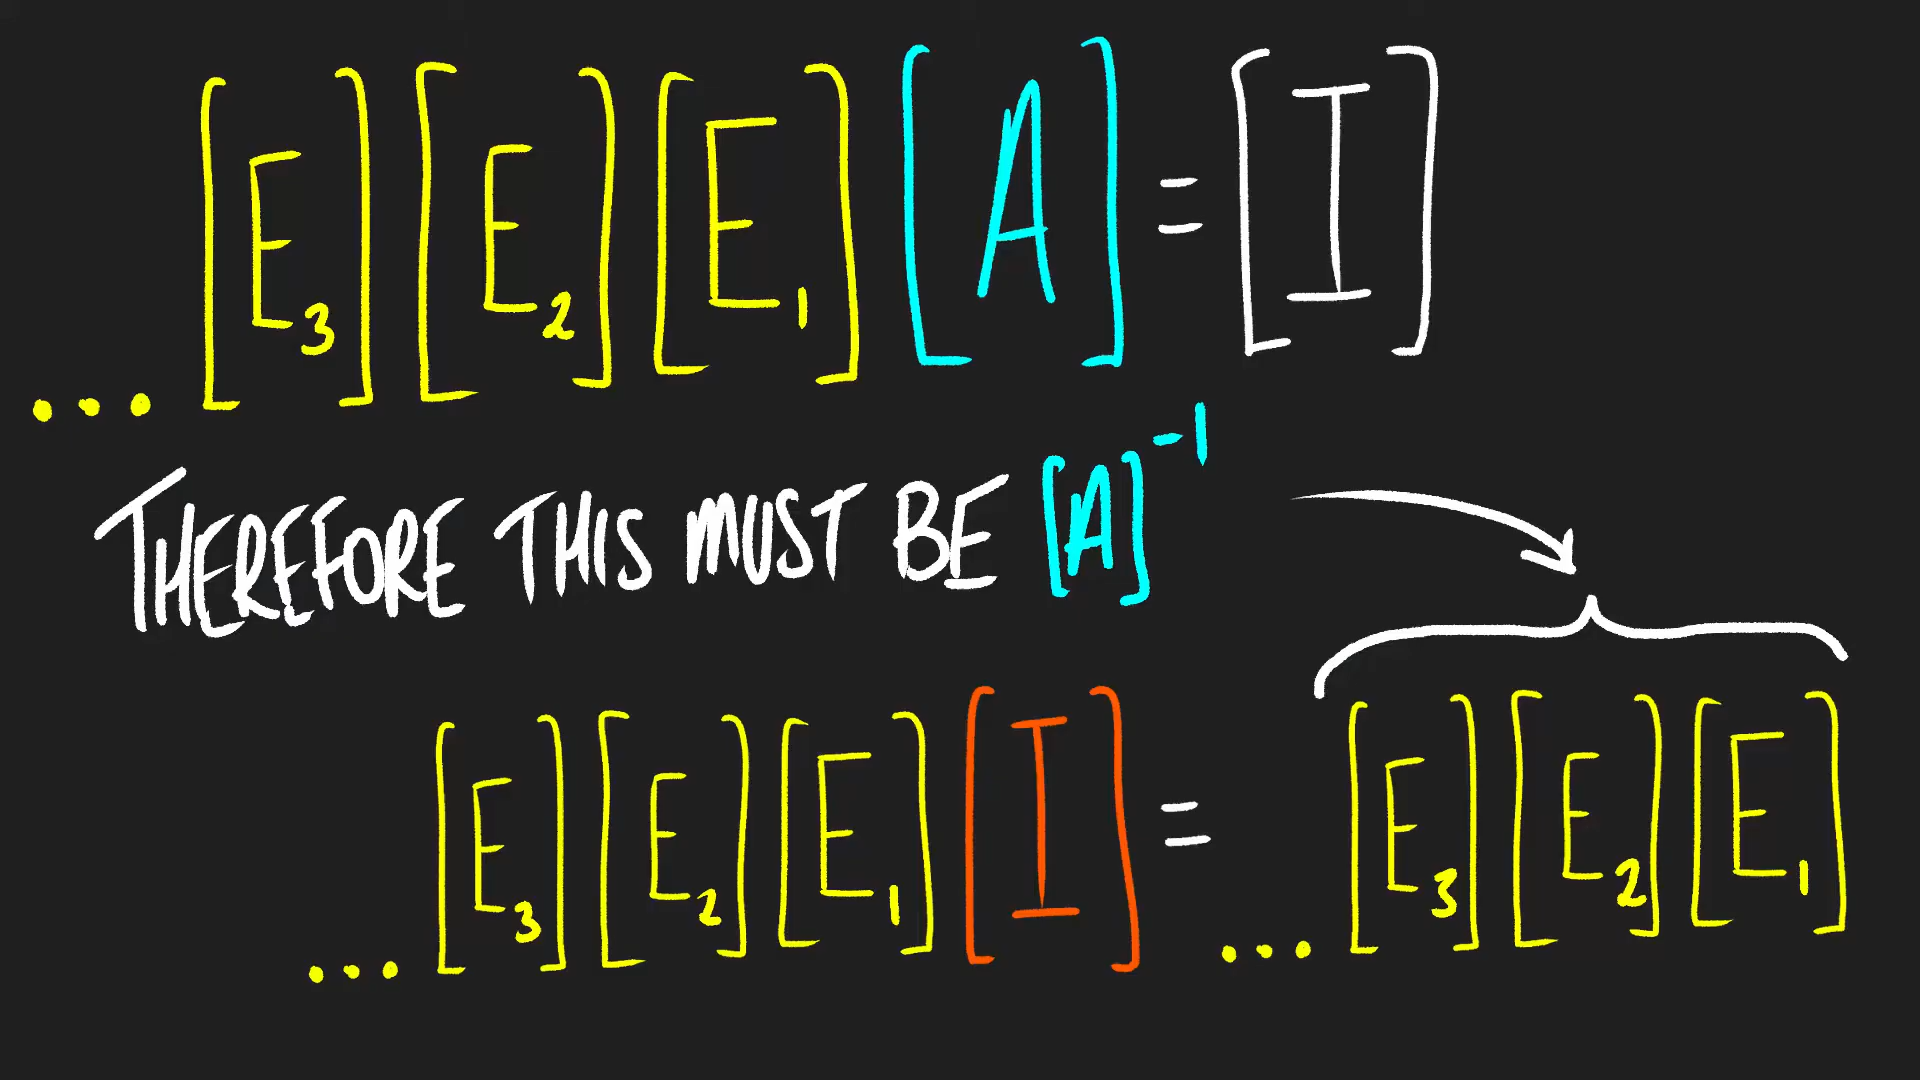 ...[E₃][E₂][E₁][A]=[I]
THEREFORE THIS MUST BE [A]⁻¹
...[E₃][E₂][E₁][I]= ...[E₃][E₂][E₁]